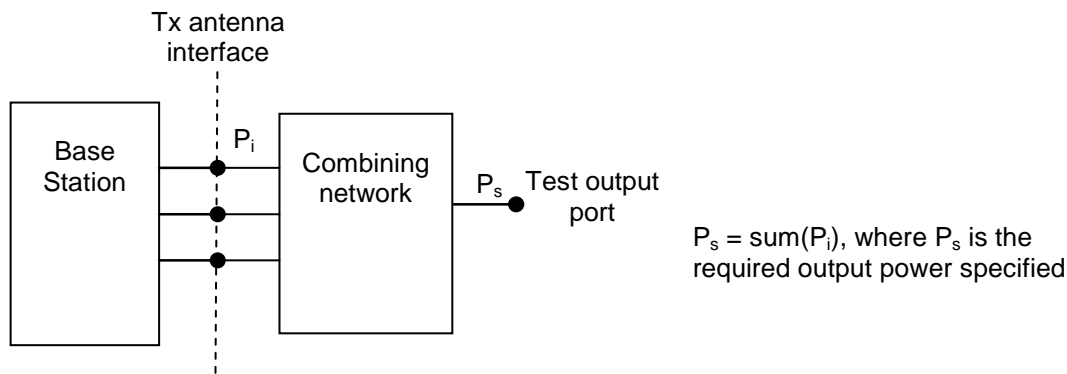 Tx antenna
interface
Base
Station
Pᵢ
Combining
network
Pₛ
Test output
port
Pₛ = sum(Pᵢ), where Pₛ is the
required output power specified